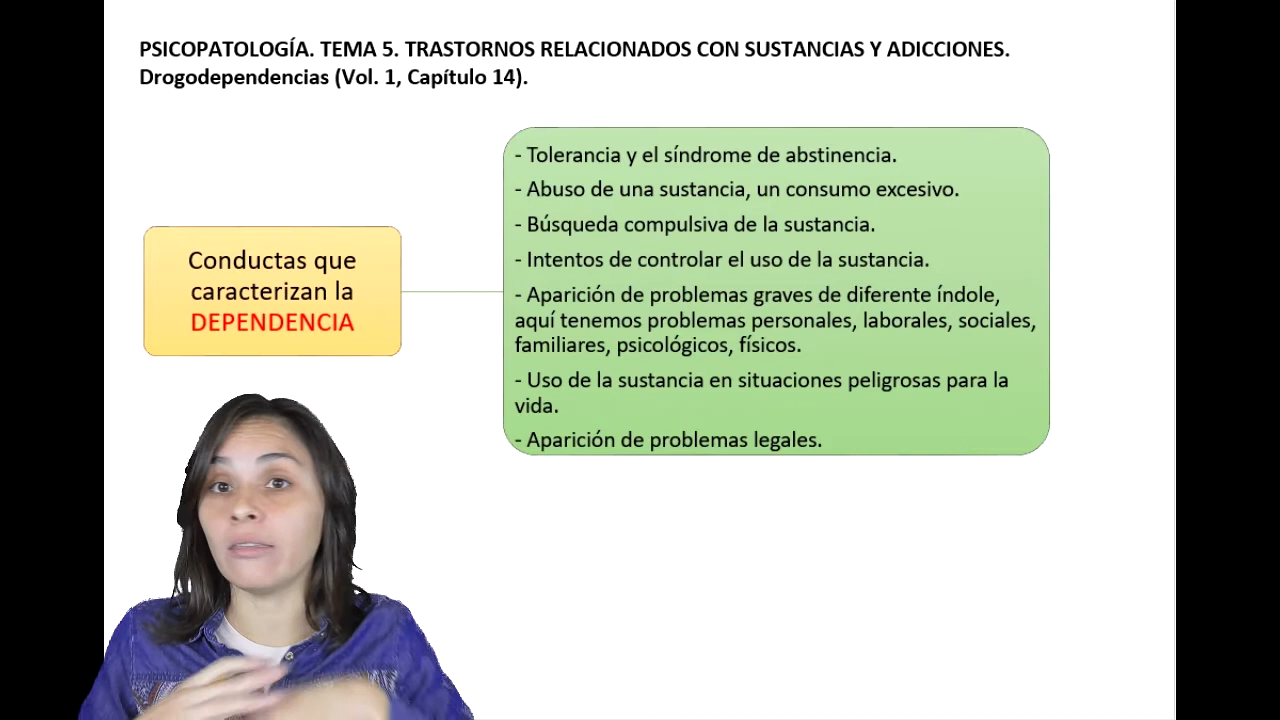 PSICOPATOLOGÍA. TEMA 5. TRASTORNOS RELACIONADOS CON SUSTANCIAS Y ADICCIONES.
Drogodependencias (Vol. 1, Capítulo 14).
Conductas que
caracterizan la
DEPENDENCIA
- Tolerancia y el síndrome de abstinencia.
- Abuso de una sustancia, un consumo excesivo.
- Búsqueda compulsiva de la sustancia.
- Intentos de controlar el uso de la sustancia.
- Aparición de problemas graves de diferente índole,
aquí tenemos problemas personales, laborales, sociales,
familiares, psicológicos, físicos.
- Uso de la sustancia en situaciones peligrosas para la
vida.
- Aparición de problemas legales.